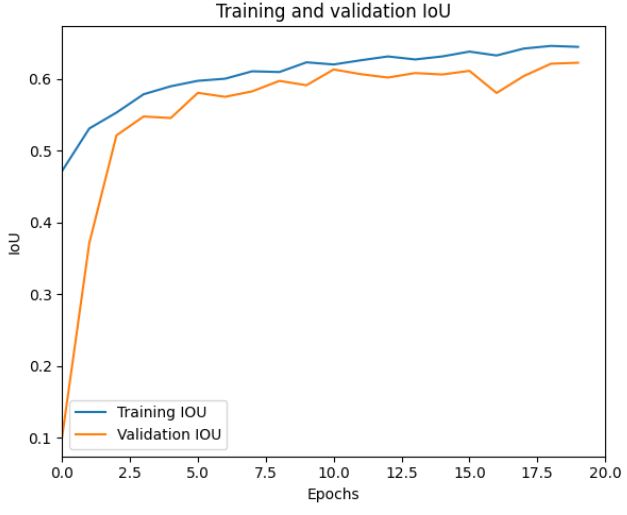 Training and validation IoU
0.6
0.5
0.4
0.3
0.2
0.1
IoU
Training IOU
Validation IOU
0.0 2.5 5.0 7.5 10.0 12.5 15.0 17.5 20.0
Epochs